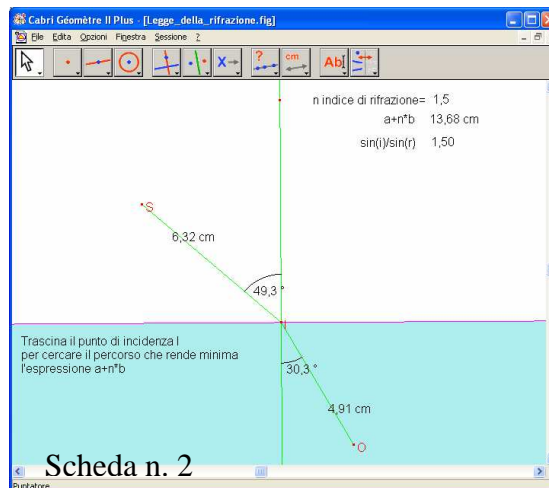 Cabri Géomètre II Plus - [Legge_della_rifrazione.fig]
File Edita Opzioni Finestra Sessione ?
? cm Ab
n indice di rifrazione= 1,5
a+n*b 13,68 cm
sin(i)/sin(r) 1,50
S
6,32 cm
49,3 °
I
Trascina il punto di incidenza I
per cercare il percorso che rende minima
l'espressione a+n*b
30,3 °
4,91 cm
O
Scheda n. 2
Puntatore